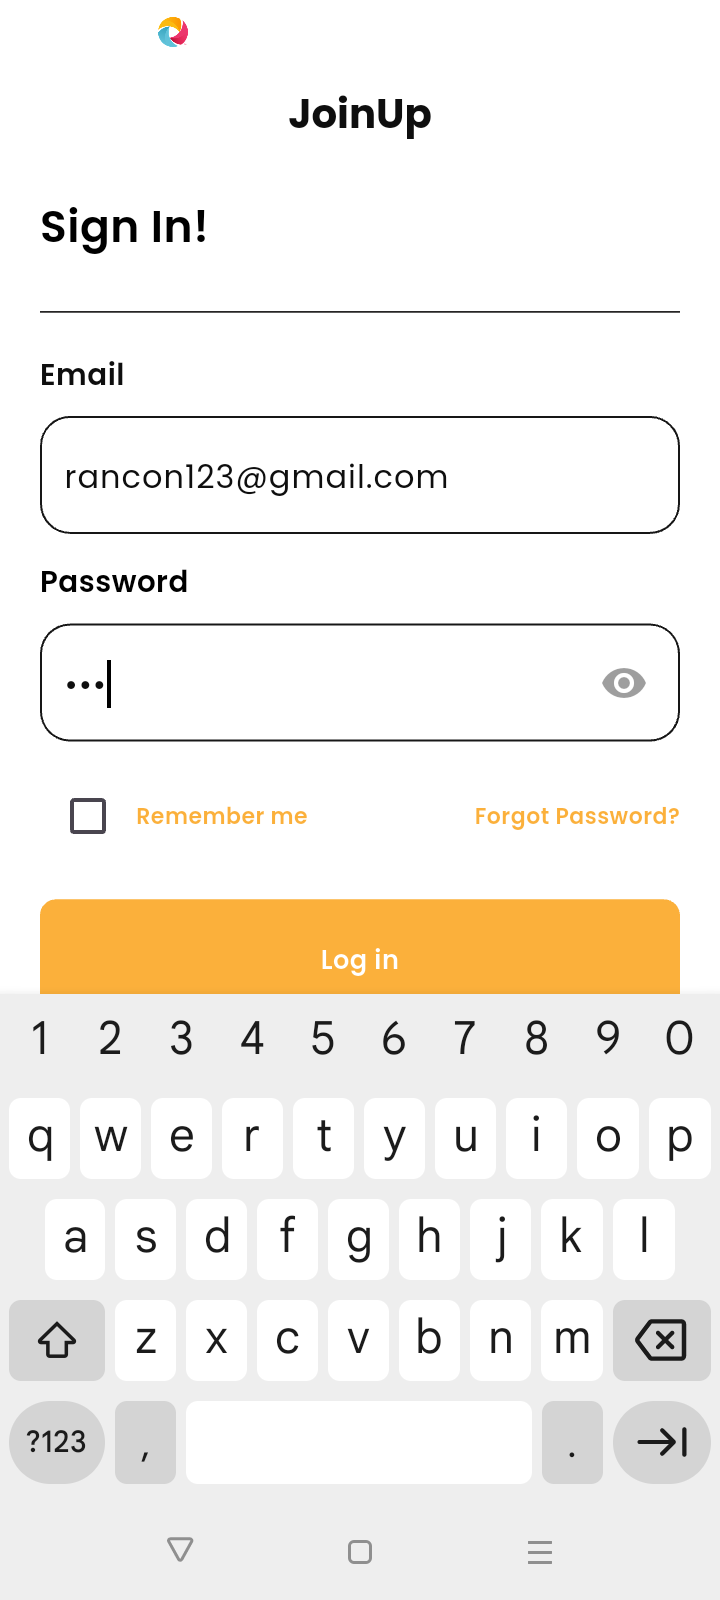 JoinUp
Sign In!
Email
rancon123@gmail.com
Password
•••
Remember me Forgot Password?
Log in
1 2 3 4 5 6 7 8 9 0
q w e r t y u i o p
a s d f g h j k l
z x c v b n m
?123 , .